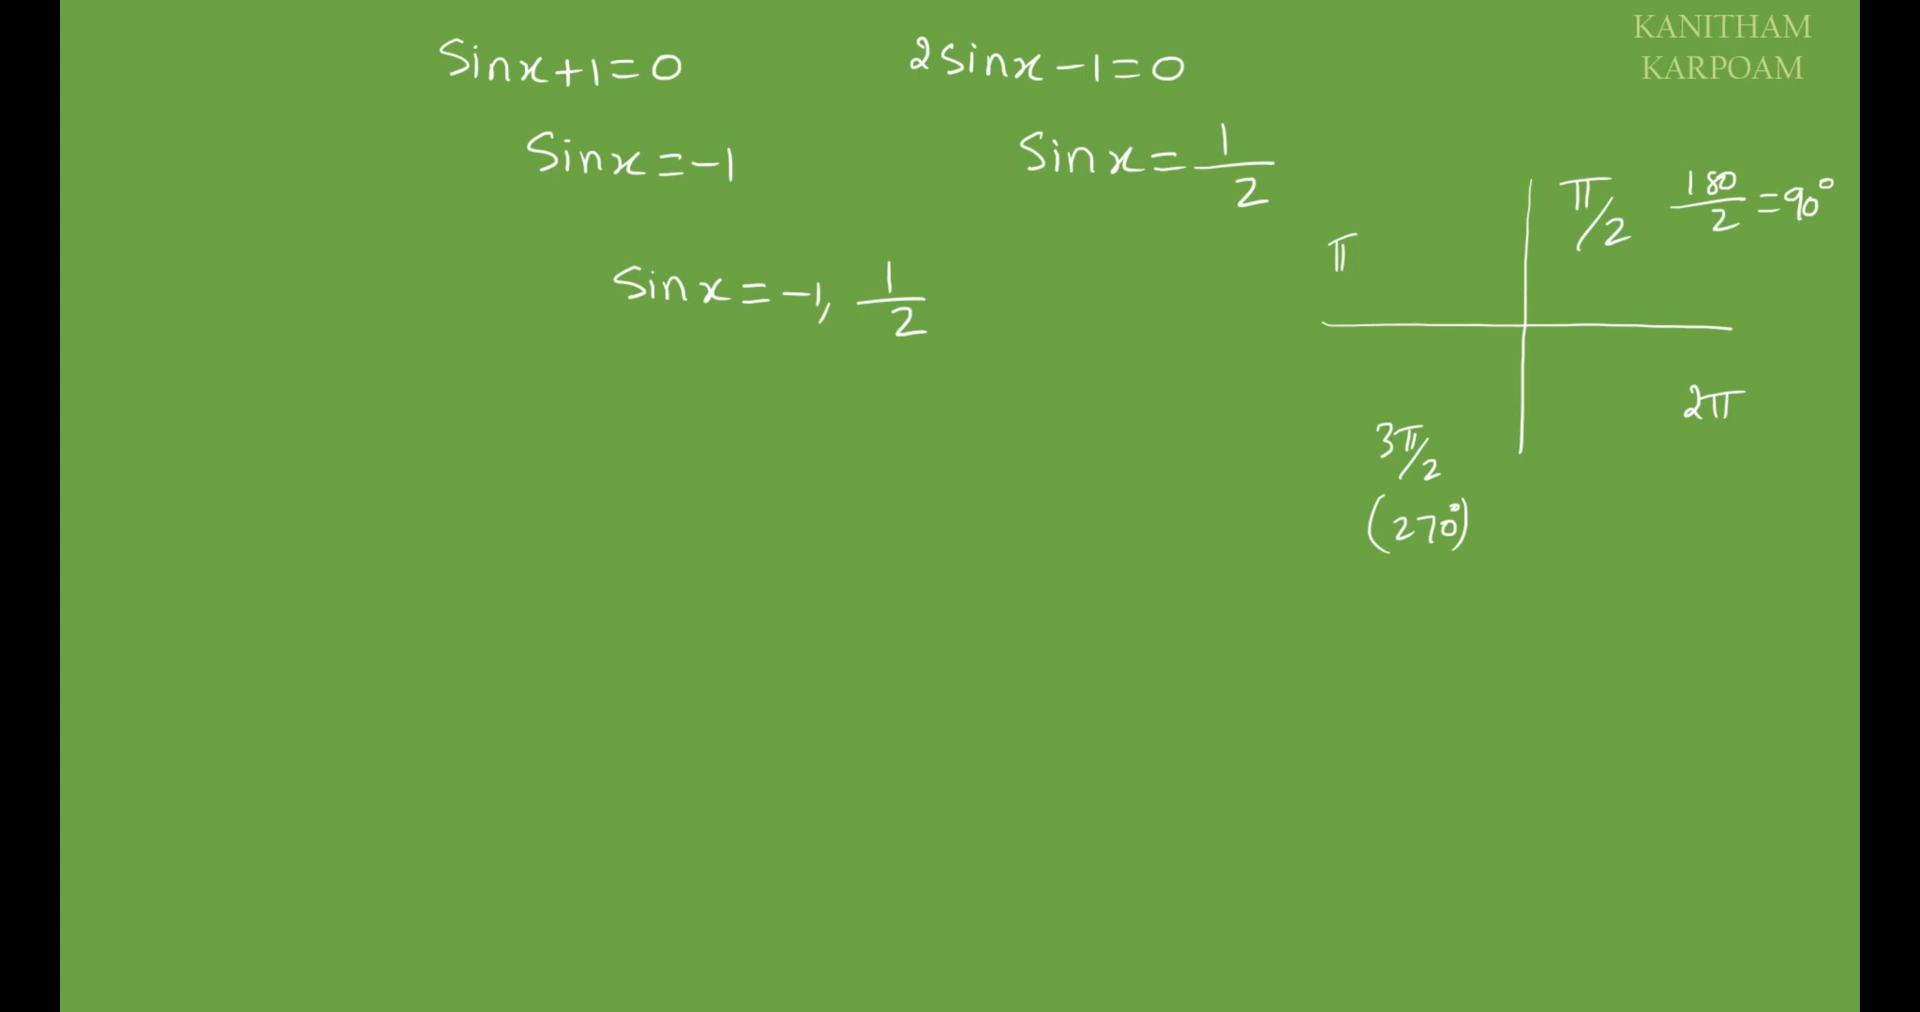 KANITHAM
KARPOAM
Sinx+1=0
2Sinx-1=0
Sinx=-1
Sinx=1/2
Sinx=-1, 1/2
π/2 180/2=90°
π
2π
3π/2
(270°)